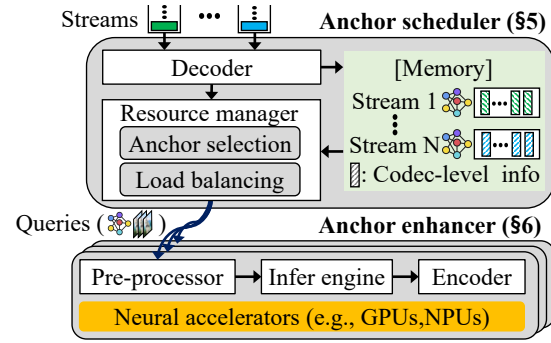 Streams
Anchor scheduler (§5)
Decoder
[Memory]
Resource manager
Stream 1
Anchor selection
Stream N
Load balancing
: Codec-level info
Queries ( )
Anchor enhancer (§6)
Pre-processor
Infer engine
Encoder
Neural accelerators (e.g., GPUs,NPUs)